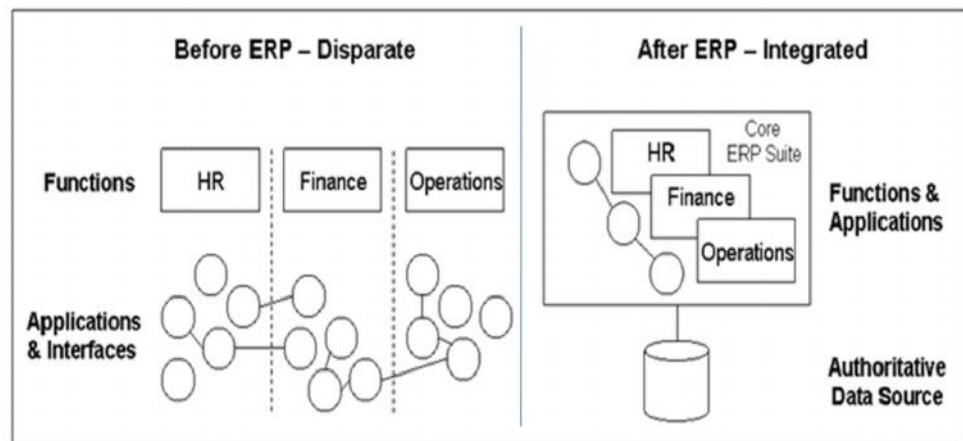 Before ERP – Disparate
Functions
HR
Finance
Operations
Applications
& Interfaces
After ERP – Integrated
Core
ERP Suite
HR
Finance
Operations
Functions &
Applications
Authoritative
Data Source